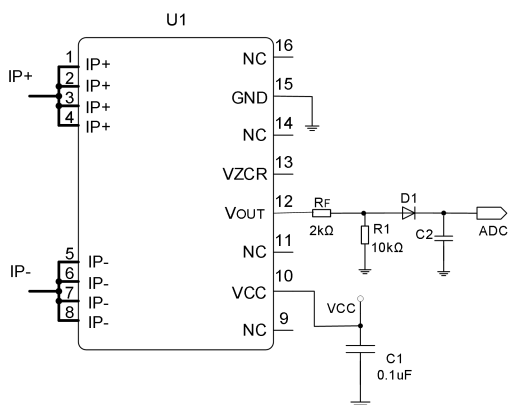 U1
16
NC
1
IP+
2
IP+
IP+
15
GND
3
IP+
4
IP+
14
NC
13
VZCR
12
VOUT
RF
2kΩ
D1
R1
10kΩ
C2
ADC
11
NC
5
IP-
IP-
6
IP-
7
IP-
8
IP-
10
VCC
VCC
9
NC
C1
0.1uF